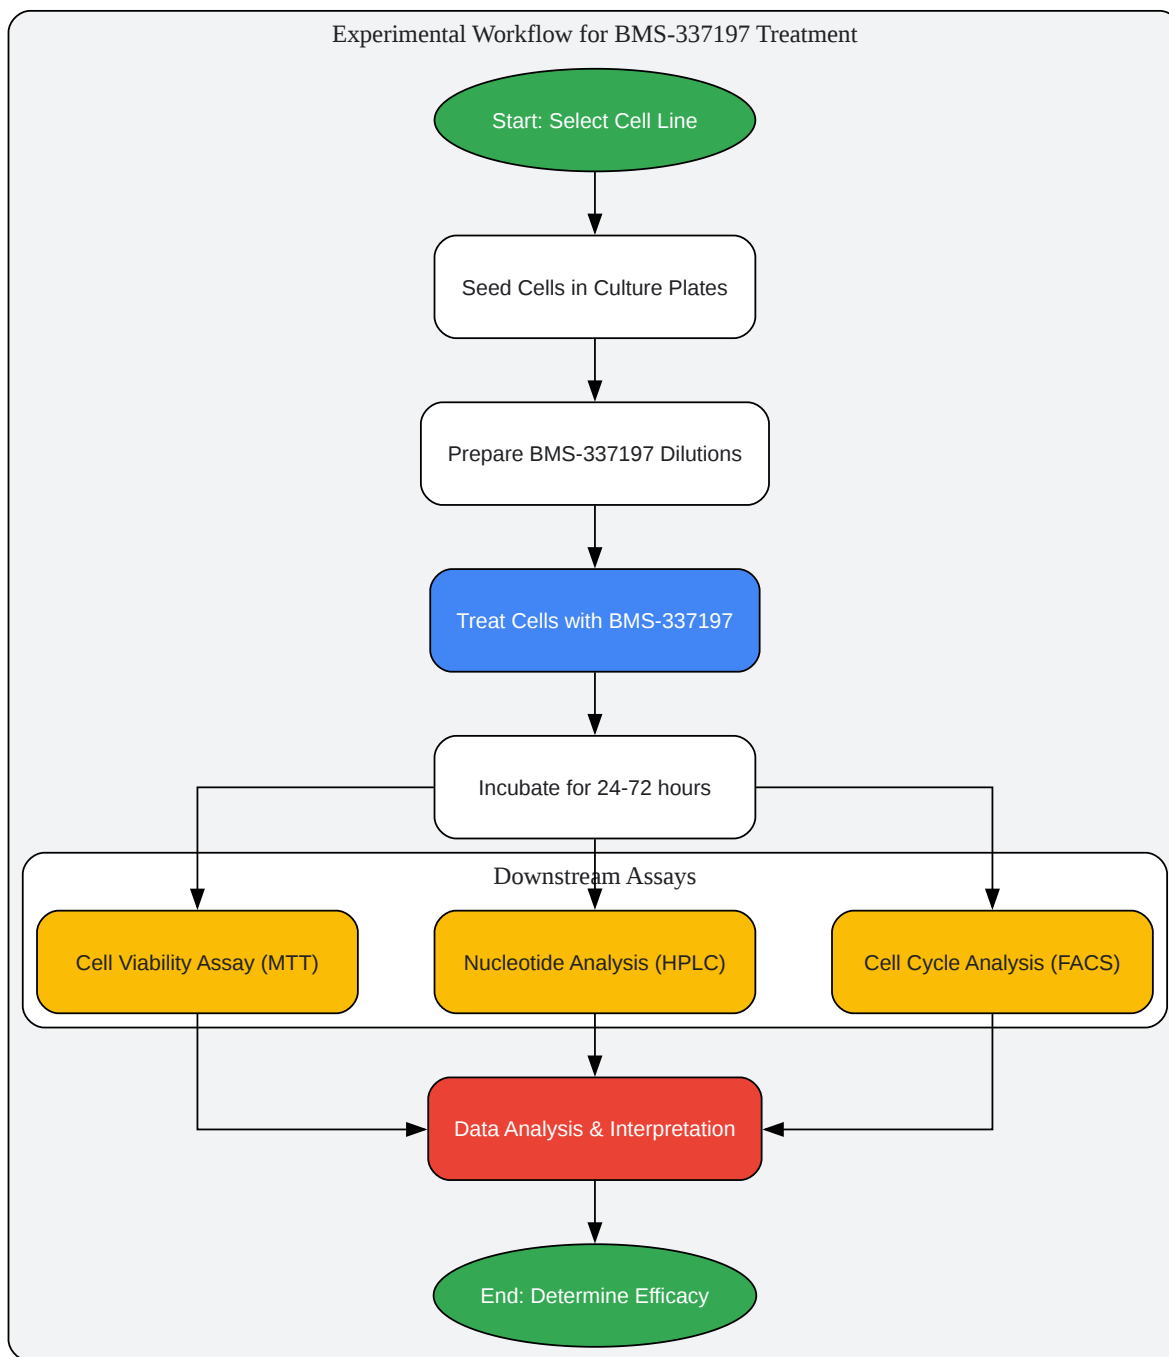 Experimental Workflow for BMS-337197 Treatment
Start: Select Cell Line
Seed Cells in Culture Plates
Prepare BMS-337197 Dilutions
Treat Cells with BMS-337197
Incubate for 24-72 hours
Downstream Assays
Cell Viability Assay (MTT)
Nucleotide Analysis (HPLC)
Cell Cycle Analysis (FACS)
Data Analysis & Interpretation
End: Determine Efficacy